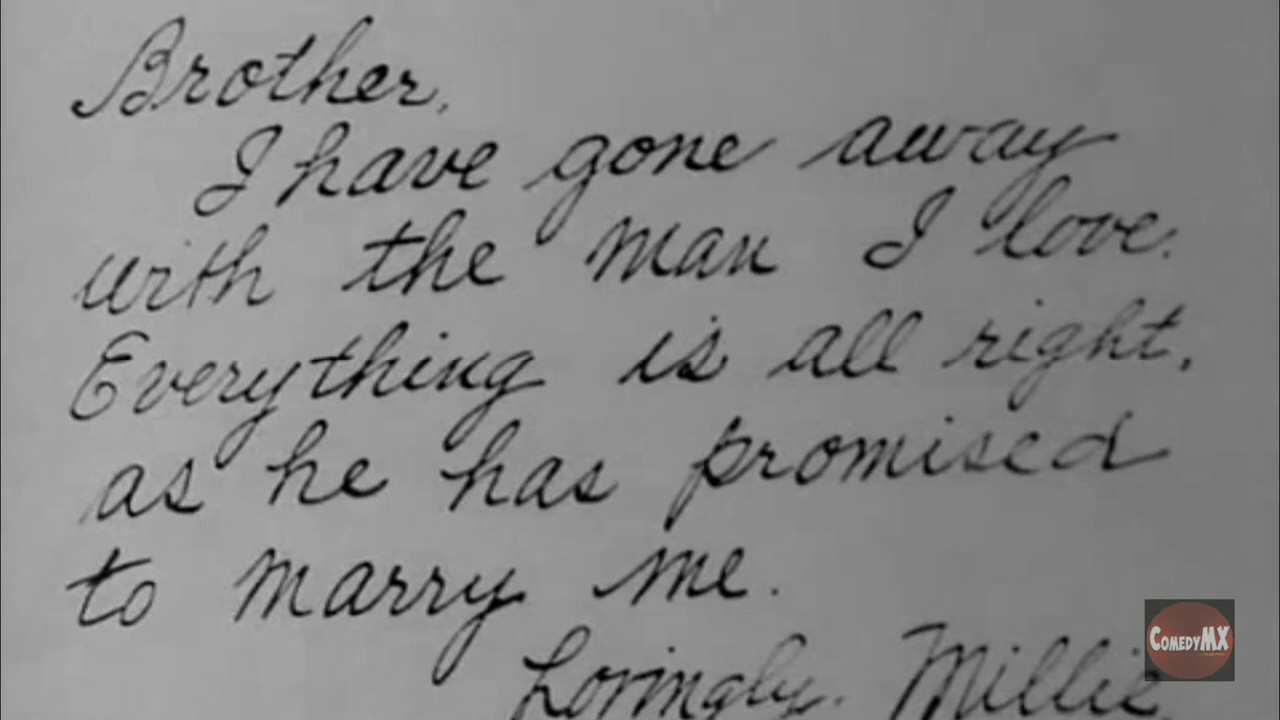 Brother,
I have gone away
with the man I love.
Everything is all right,
as he has promised
to marry me.
Lovingly. Millie
COMEDYMX